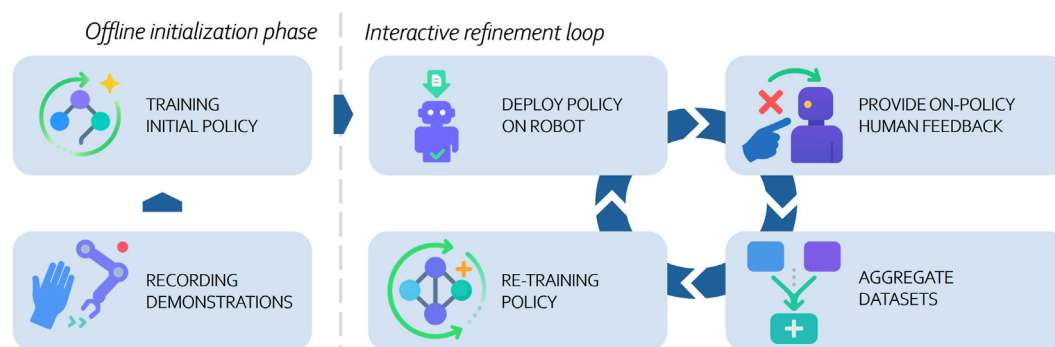 Offline initialization phase
Interactive refinement loop
TRAINING
INITIAL POLICY
DEPLOY POLICY
ON ROBOT
PROVIDE ON-POLICY
HUMAN FEEDBACK
RECORDING
DEMONSTRATIONS
RE-TRAINING
POLICY
AGGREGATE
DATASETS